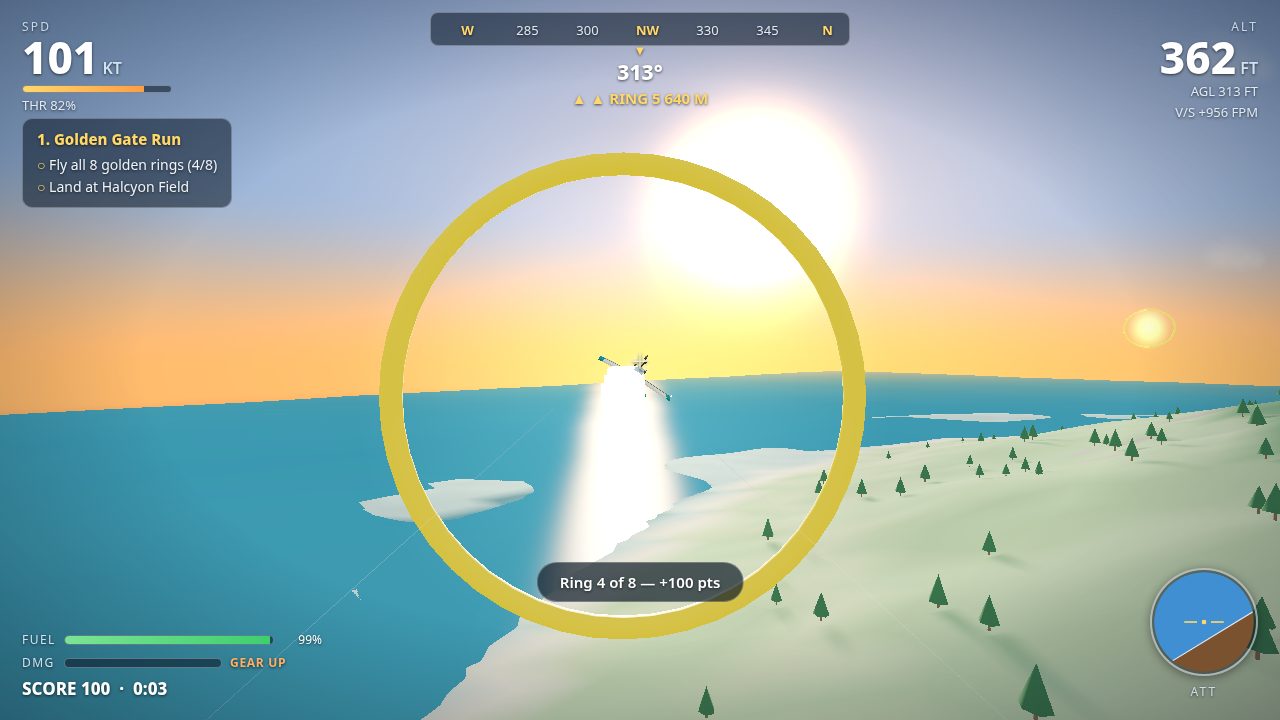 SPD
101 KT
THR 82%
1. Golden Gate Run
○ Fly all 8 golden rings (4/8)
○ Land at Halcyon Field
W 285 300 NW 330 345 N
▼
313°
▲ ▲ RING 5 640 M
ALT
362 FT
AGL 313 FT
V/S +956 FPM
Ring 4 of 8 — +100 pts
FUEL 99%
DMG GEAR UP
SCORE 100 · 0:03
ATT